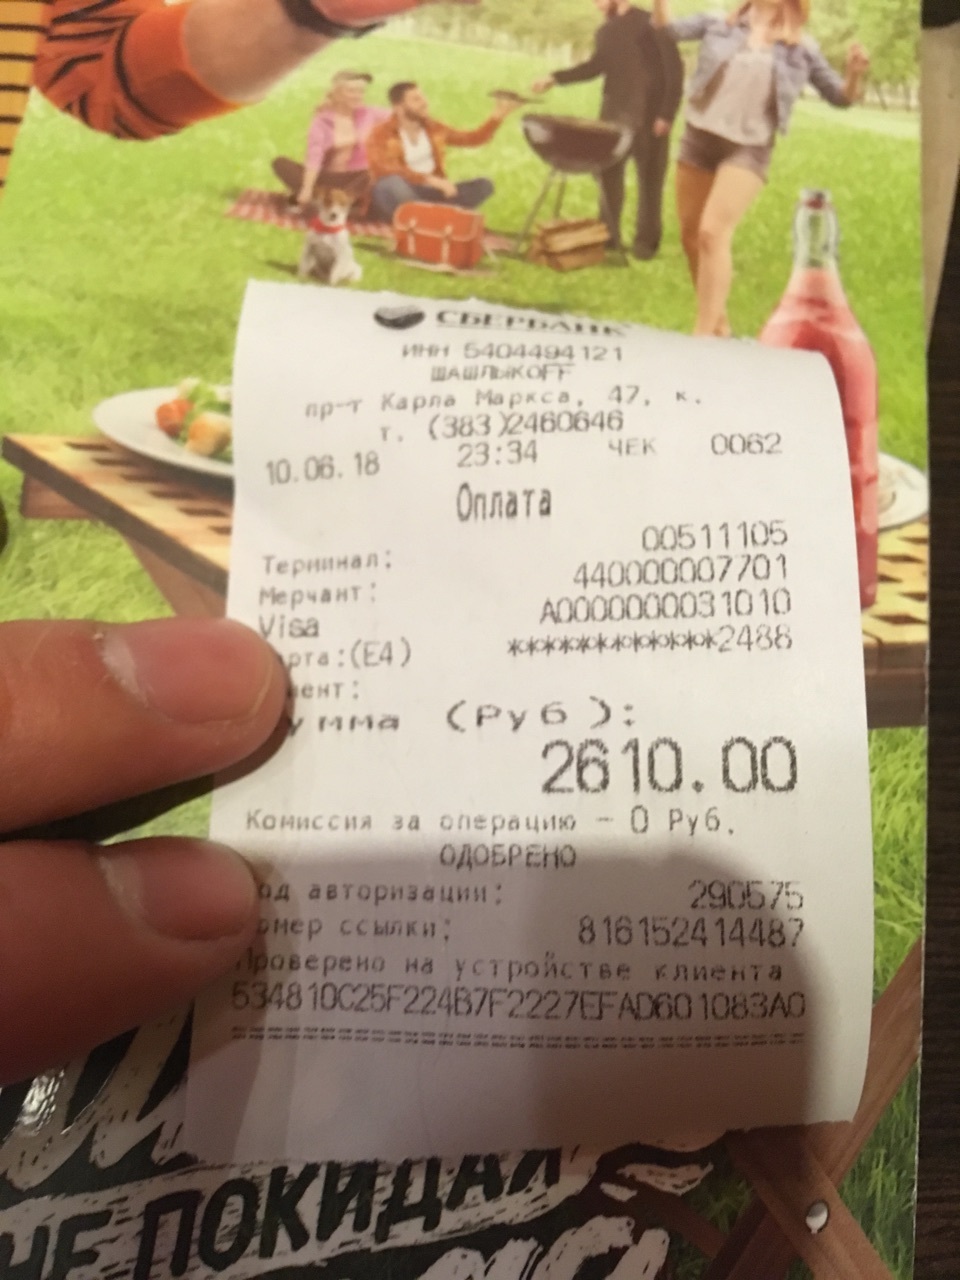 СБЕРБАНК
ИНН 5404494121
ШАШЛЫКOFF
пр-т Карла Маркса, 47, к.
т. (383)2460646
10.06.18 23:34 ЧЕК 0062
Оплата
Терминал: 00511105
Мерчант: 440000007701
Visa A0000000031010
рта:(E4) ************2488
ент:
умма (Руб):
2610.00
Комиссия за операцию - 0 Руб.
ОДОБРЕНО
од авторизации: 290575
омер ссылки: 816152414487
Проверено на устройстве клиента
534810C25F224B7F2227EFAD601083A0
НЕ ПОКИДАЯ